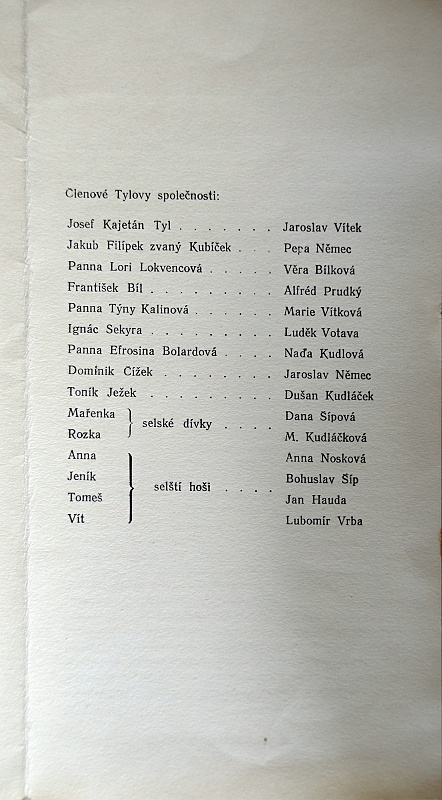 Členové Tylovy společnosti:
Josef Kajetán Tyl . . . . . . . Jaroslav Vítek
Jakub Filípek zvaný Kubíček . . . Pepa Němec
Panna Lori Lokvencová . . . . . Věra Bílková
František Bíl . . . . . . . . . Alfréd Prudký
Panna Týny Kalinová . . . . . . Marie Vítková
Ignác Sekyra . . . . . . . . . Luděk Votava
Panna Efrosina Bolardová . . . . Naďa Kudlová
Dominik Čížek . . . . . . . . Jaroslav Němec
Toník Ježek . . . . . . . . . Dušan Kudláček
Mařenka Dana Šípová
selské dívky . . . .
Rozka M. Kudláčková
Anna Anna Nosková
Jeník Bohuslav Šíp
selští hoši . . . .
Tomeš Jan Hauda
Vít Lubomír Vrba